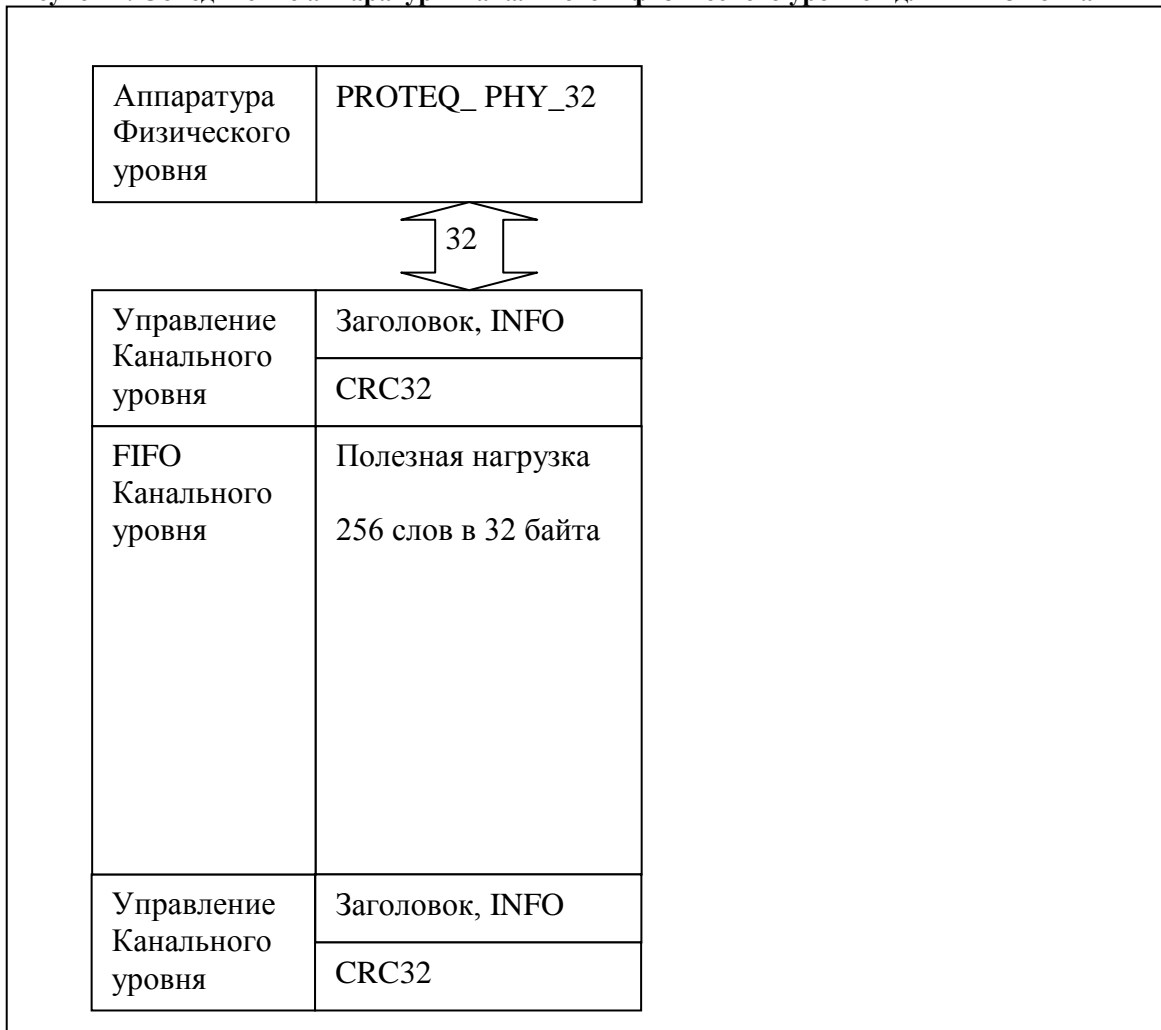 Аппаратура
Физического
уровня
PROTEQ_ PHY_32
32
Управление
Канального
уровня
Заголовок, INFO
CRC32
FIFO
Канального
уровня
Полезная нагрузка
256 слов в 32 байта
Управление
Канального
уровня
Заголовок, INFO
CRC32